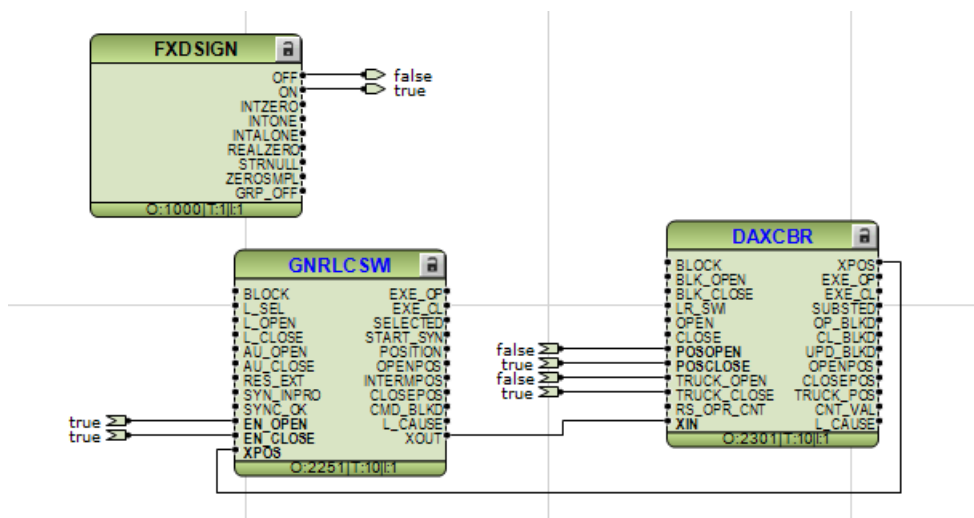 FXDSIGN
OFF
false
ON
true
INTZERO
INTONE
INTALONE
REALZERO
STRNULL
ZEROSMPL
GRP_OFF
O:1000|T:1|I:1
GNRLCSWI
BLOCK EXE_OP
L_SEL EXE_CL
L_OPEN SELECTED
L_CLOSE START_SYN
AU_OPEN POSITION
AU_CLOSE OPENPOS
RES_EXT INTERMPOS
SYN_INPRO CLOSEPOS
SYNC_OK CMD_BLKD
true EN_OPEN L_CAUSE
true EN_CLOSE XOUT
XPOS
O:2251|T:10|I:1
DAXCBR
BLOCK XPOS
BLK_OPEN EXE_OP
BLK_CLOSE EXE_CL
LR_SWI SUBSTED
OPEN OP_BLKD
CLOSE CL_BLKD
false POSOPEN UPD_BLKD
true POSCLOSE OPENPOS
false TRUCK_OPEN CLOSEPOS
true TRUCK_CLOSE TRUCK_POS
RS_OPR_CNT CNT_VAL
XIN L_CAUSE
O:2301|T:10|I:1